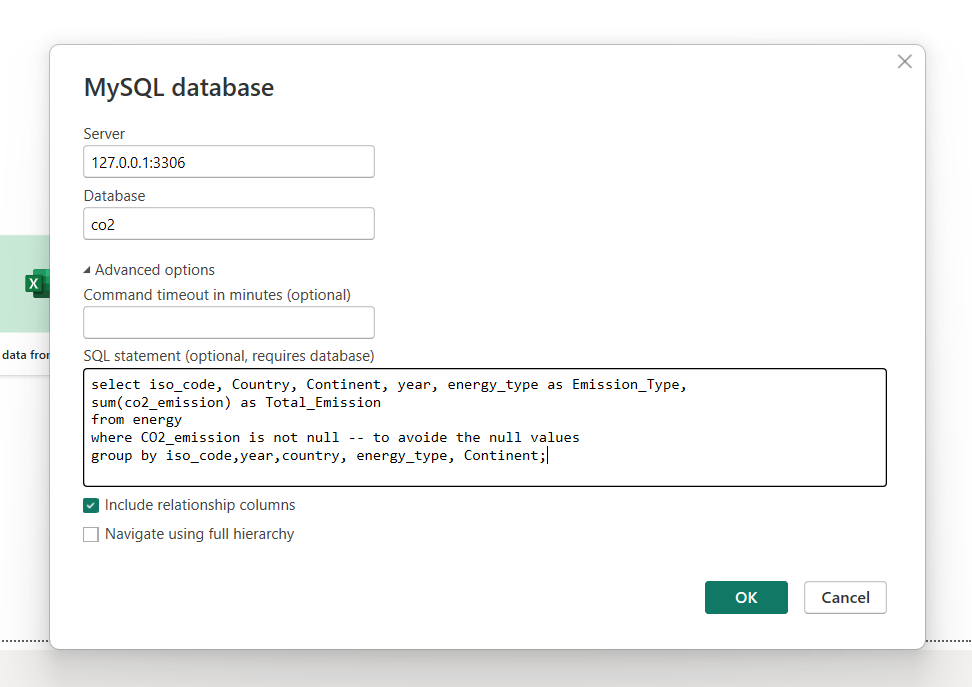 MySQL database
Server
127.0.0.1:3306
Database
co2
Advanced options
Command timeout in minutes (optional)
X
data fror
SQL statement (optional, requires database)
select iso_code, Country, Continent, year, energy_type as Emission_Type,
sum(co2_emission) as Total_Emission
from energy
where CO2_emission is not null -- to avoide the null values
group by iso_code,year,country, energy_type, Continent;
Include relationship columns
Navigate using full hierarchy
OK
Cancel